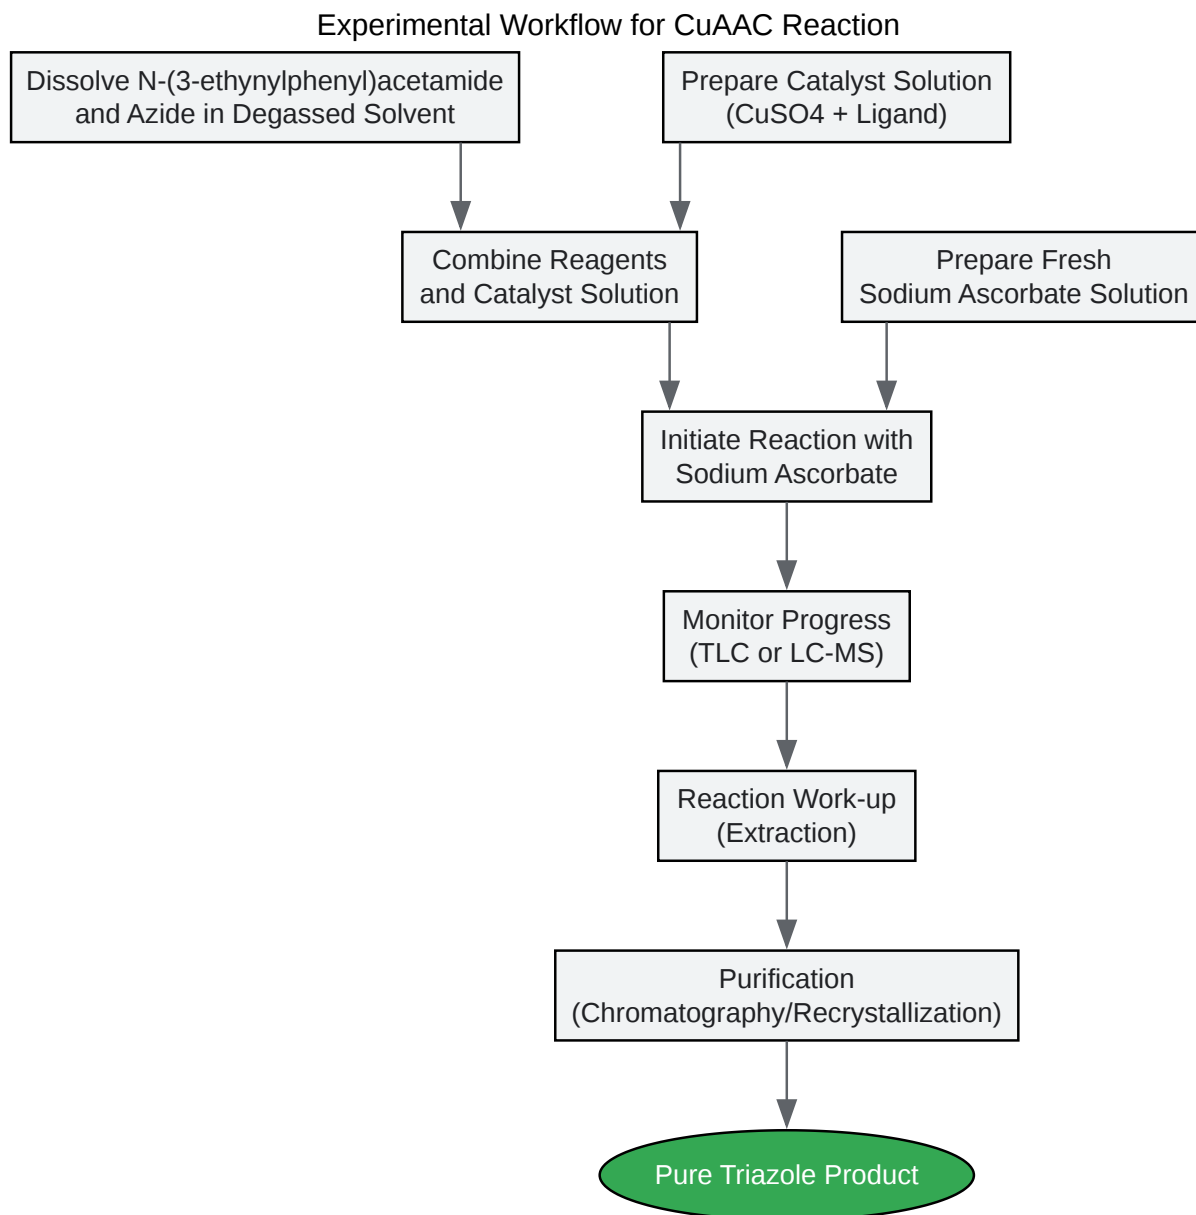 Experimental Workflow for CuAAC Reaction
Dissolve N-(3-ethynylphenyl)acetamide
and Azide in Degassed Solvent
Prepare Catalyst Solution
(CuSO4 + Ligand)
Combine Reagents
and Catalyst Solution
Prepare Fresh
Sodium Ascorbate Solution
Initiate Reaction with
Sodium Ascorbate
Monitor Progress
(TLC or LC-MS)
Reaction Work-up
(Extraction)
Purification
(Chromatography/Recrystallization)
Pure Triazole Product